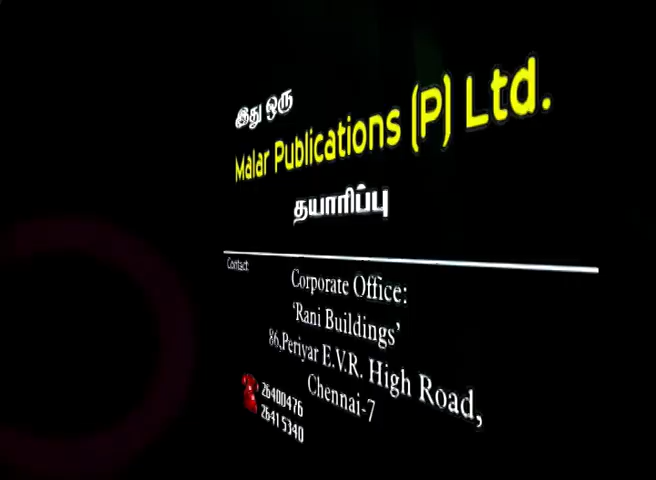 இது ஒரு
Malar Publications (P) Ltd.
தயாரிப்பு
Contact:
Corporate Office:
‘Rani Buildings’
86,Periyar E.V.R. High Road,
Chennai-7
26400476
26415340